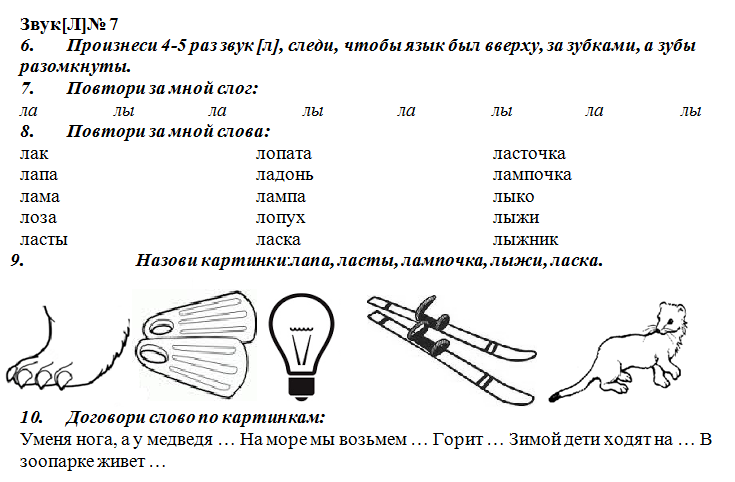 Звук[Л]№ 7
6. Произнеси 4-5 раз звук [л], следи, чтобы язык был вверху, за зубками, а зубы
разомкнуты.
7. Повтори за мной слог:
ла лы ла лы ла лы ла лы
8. Повтори за мной слова:
лак лопата ласточка
лапа ладонь лампочка
лама лампа лыко
лоза лопух лыжи
ласты ласка лыжник
9. Назови картинки:лапа, ласты, лампочка, лыжи, ласка.
10. Договори слово по картинкам:
Уменя нога, а у медведя … На море мы возьмем … Горит … Зимой дети ходят на … В
зоопарке живет …